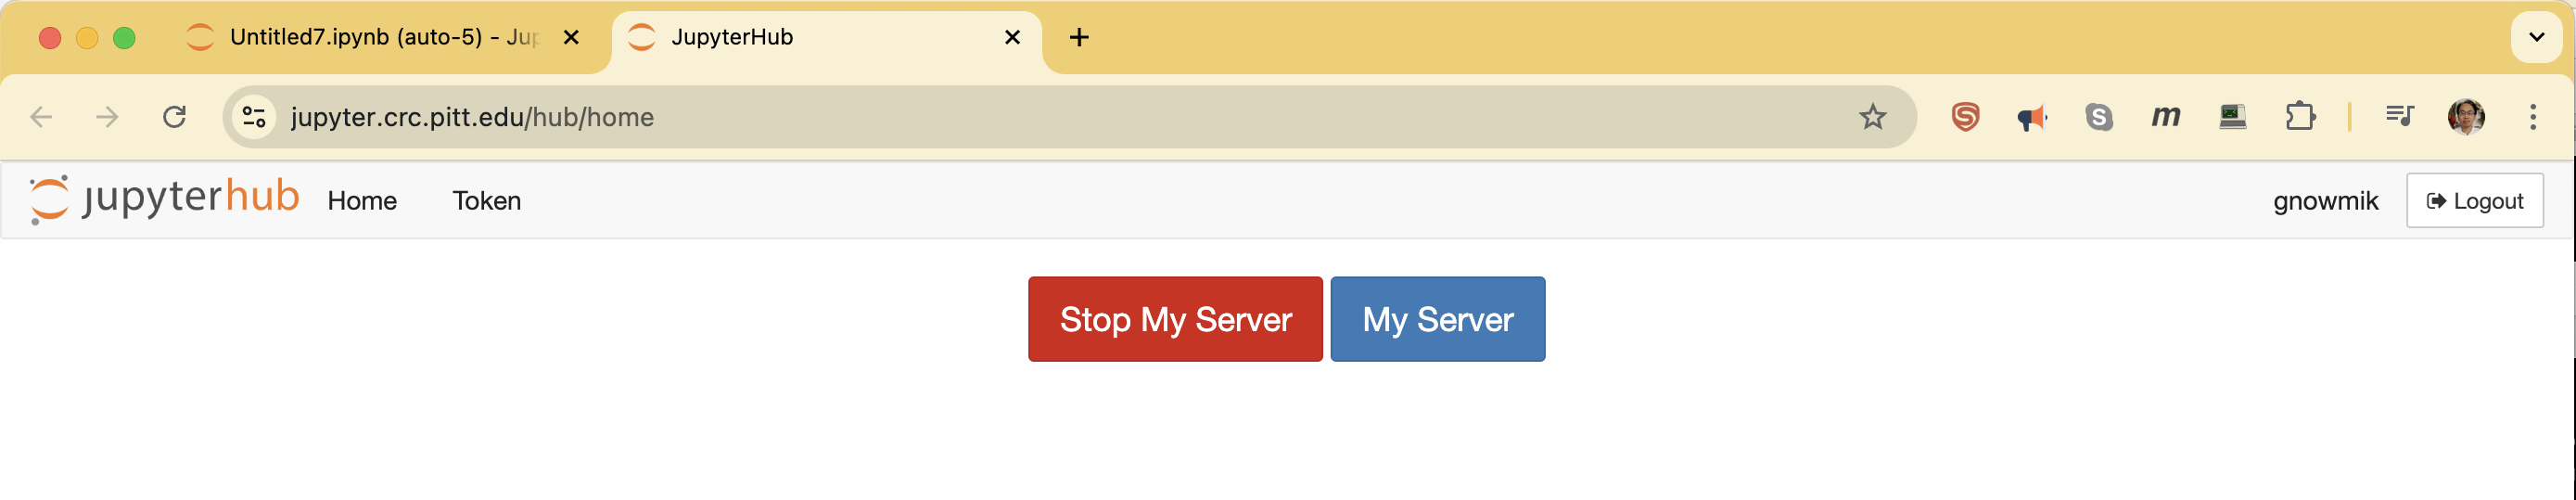 Untitled7.ipynb (auto-5) - Jup
JupyterHub
jupyter.crc.pitt.edu/hub/home
jupyterhub
Home
Token
gnowmik
Logout
Stop My Server
My Server